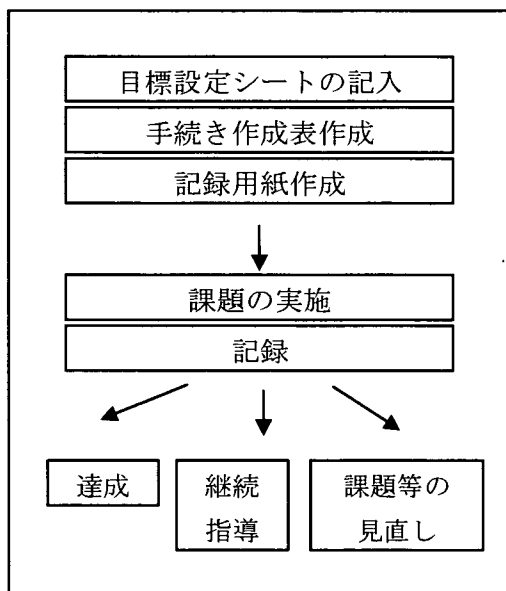 目標設定シートの記入
手続き作成表作成
記録用紙作成
課題の実施
記録
達成
継続
指導
課題等の
見直し